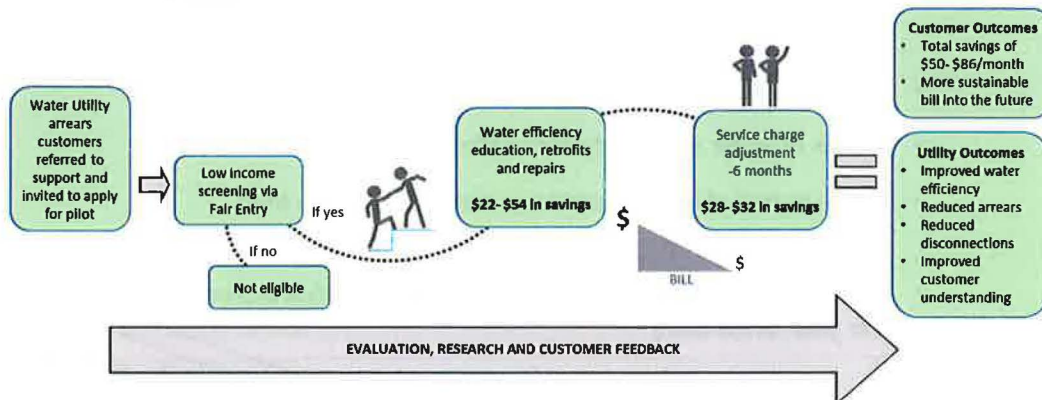 Water Utility
arrears
customers
referred to
support and
invited to apply
for pilot
Low income
screening via
Fair Entry
If yes
If no
Not eligible
Water efficiency
education, retrofits
and repairs
$22- $54 in savings
$
$
BILL
Service charge
adjustment
-6 months
$28- $32 in savings
Customer Outcomes
• Total savings of
$50- $86/month
• More sustainable
bill into the future
Utility Outcomes
• Improved water
efficiency
• Reduced arrears
• Reduced
disconnections
• Improved
customer
understanding
EVALUATION, RESEARCH AND CUSTOMER FEEDBACK